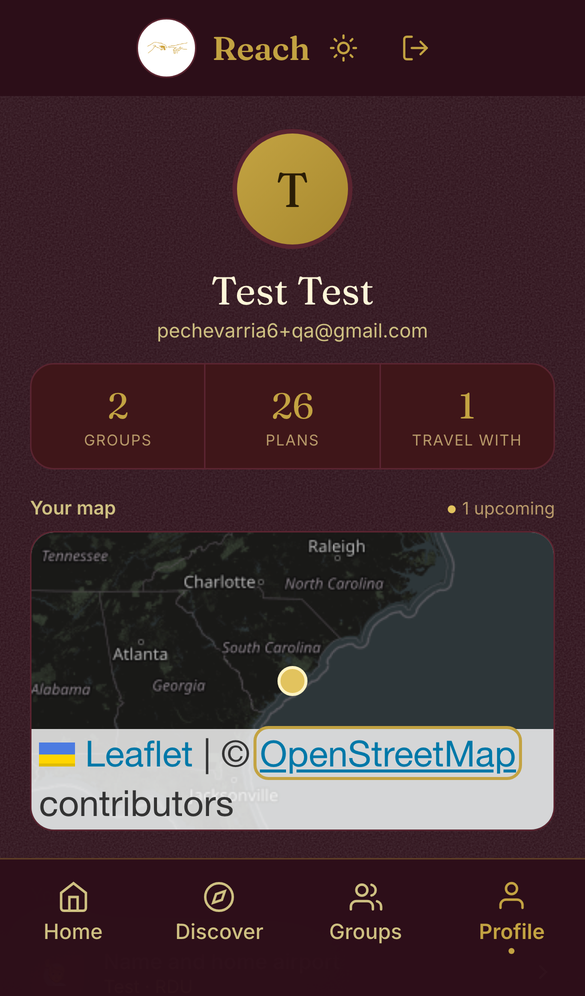 Reach
T
Test Test
pechevarria6+qa@gmail.com
2 26 1
GROUPS PLANS TRAVEL WITH
Your map 1 upcoming
Raleigh
Tennessee
Charlotte North Carolina
South Carolina
Atlanta
Alabama Georgia
Leaflet | © OpenStreetMap
contributors
Home Discover Groups Profile